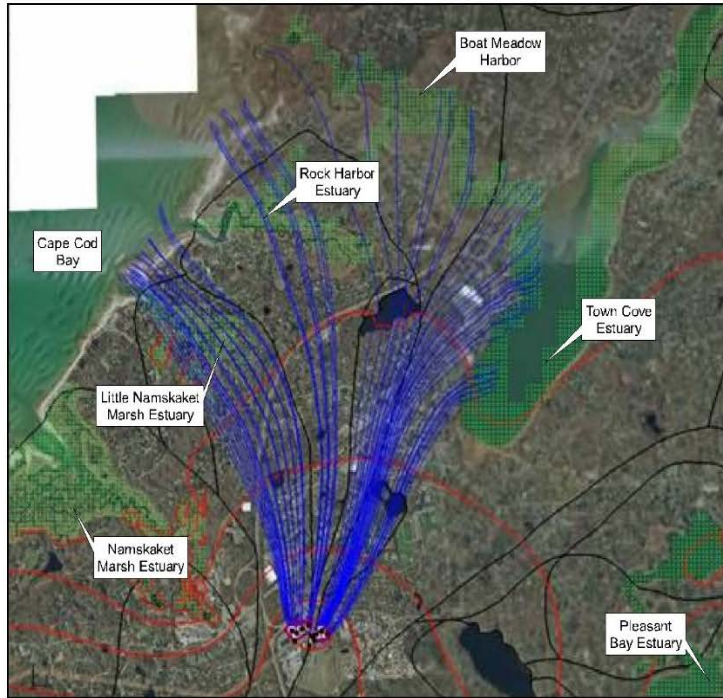 Boat Meadow
Harbor
Rock Harbor
Estuary
Cape Cod
Bay
Town Cove
Estuary
Little Namskaket
Marsh Estuary
Namskaket
Marsh Estuary
Pleasant
Bay Estuary